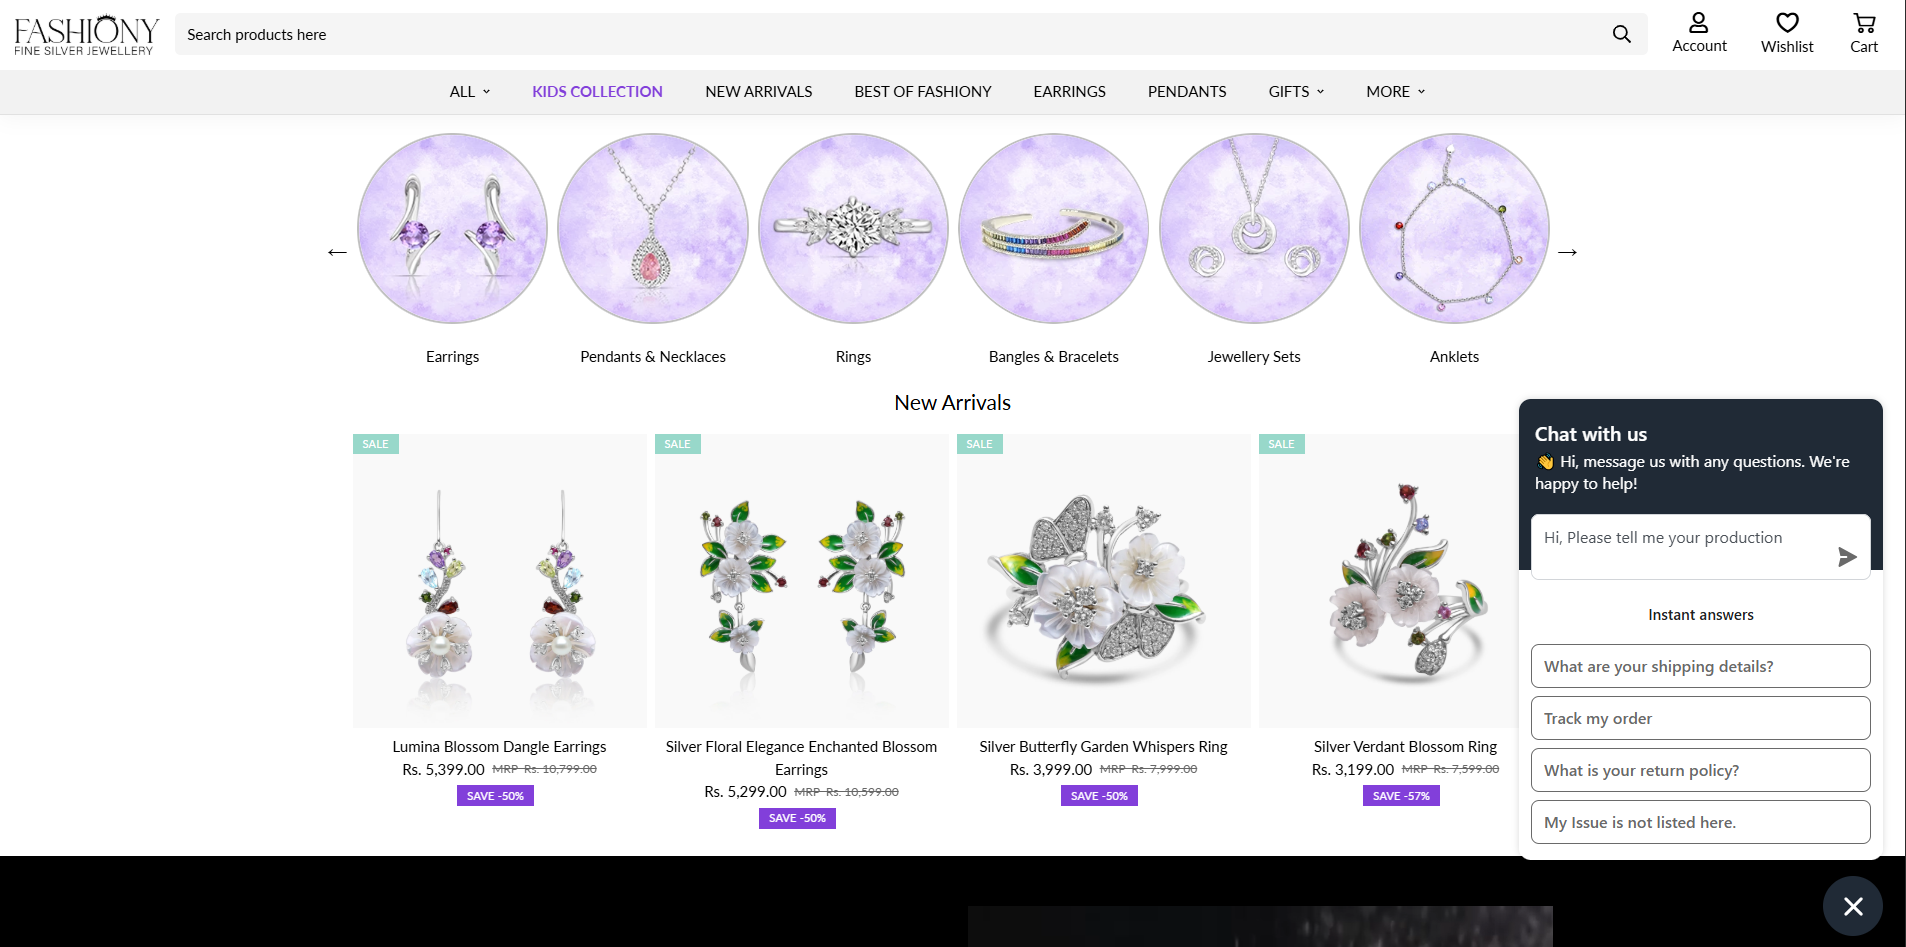 FASHIONY
FINE SILVER JEWELLERY
Search products here
Account
Wishlist
Cart
ALL
KIDS COLLECTION
NEW ARRIVALS
BEST OF FASHIONY
EARRINGS
PENDANTS
GIFTS
MORE
Earrings
Pendants & Necklaces
Rings
Bangles & Bracelets
Jewellery Sets
Anklets
New Arrivals
SALE
SALE
SALE
SALE
Lumina Blossom Dangle Earrings
Rs. 5,399.00 MRP Rs. 10,799.00
SAVE -50%
Silver Floral Elegance Enchanted Blossom
Earrings
Rs. 5,299.00 MRP Rs. 10,599.00
SAVE -50%
Silver Butterfly Garden Whispers Ring
Rs. 3,999.00 MRP Rs. 7,999.00
SAVE -50%
Silver Verdant Blossom Ring
Rs. 3,199.00 MRP Rs. 7,599.00
SAVE -57%
Chat with us
👋 Hi, message us with any questions. We're
happy to help!
Hi, Please tell me your production
Instant answers
What are your shipping details?
Track my order
What is your return policy?
My Issue is not listed here.